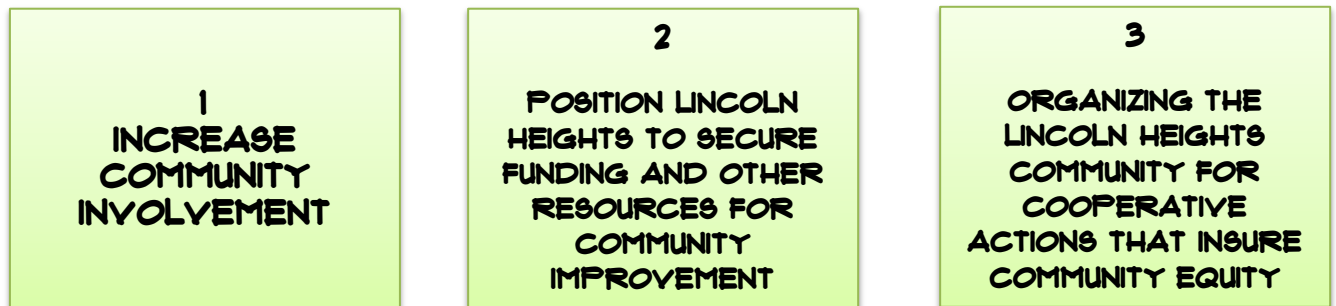 1
INCREASE
COMMUNITY
INVOLVEMENT
2
POSITION LINCOLN
HEIGHTS TO SECURE
FUNDING AND OTHER
RESOURCES FOR
COMMUNITY
IMPROVEMENT
3
ORGANIZING THE
LINCOLN HEIGHTS
COMMUNITY FOR
COOPERATIVE
ACTIONS THAT INSURE
COMMUNITY EQUITY